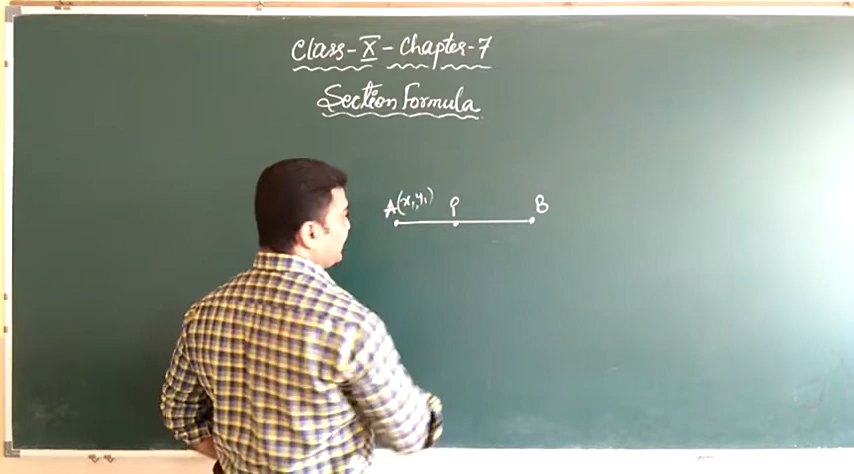 Class-X-Chapter-7
Section Formula
A(x₁,y₁) P B